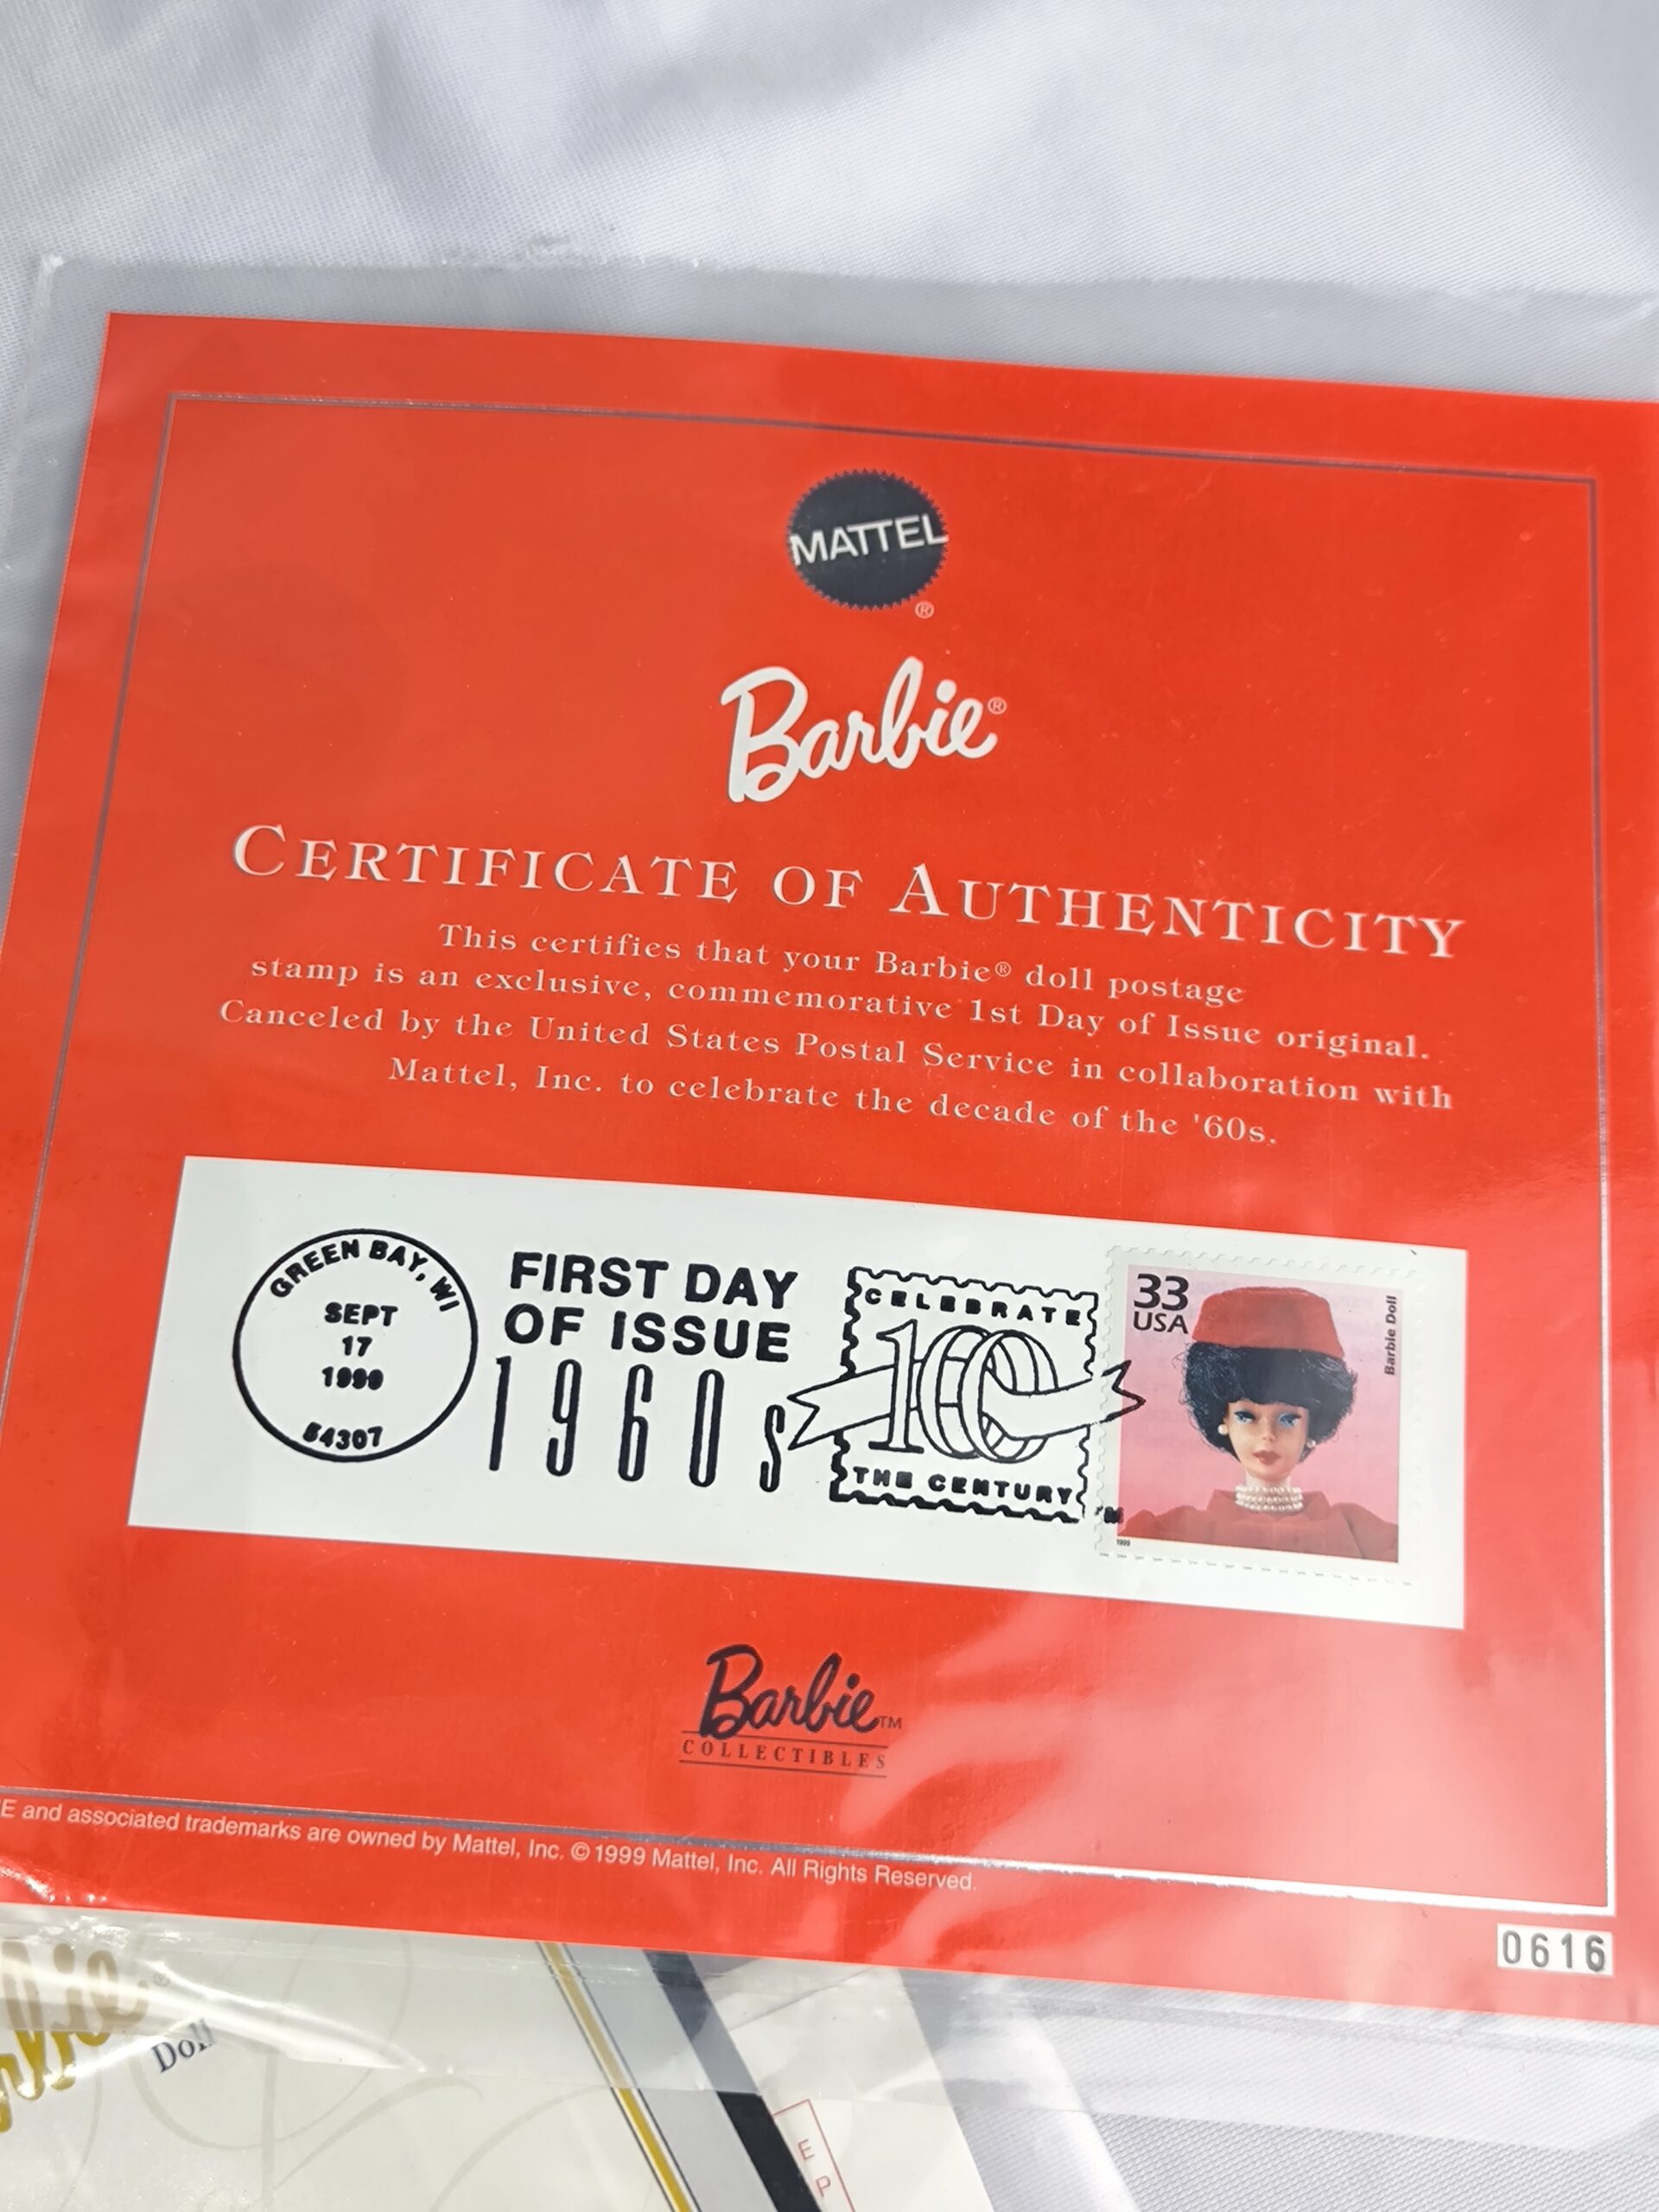 MATTEL
®
Barbie®
CERTIFICATE OF AUTHENTICITY
This certifies that your Barbie® doll postage
stamp is an exclusive, commemorative 1st Day of Issue original.
Canceled by the United States Postal Service in collaboration with
Mattel, Inc. to celebrate the decade of the '60s.
GREEN BAY, WI
SEPT
17
1999
54307
FIRST DAY
OF ISSUE
1960s
CELEBRATE
100
THE CENTURY
TM
33
USA
Barbie Doll
1999
Barbie™
COLLECTIBLES
and associated trademarks are owned by Mattel, Inc. © 1999 Mattel, Inc. All Rights Reserved.
0616
Doll